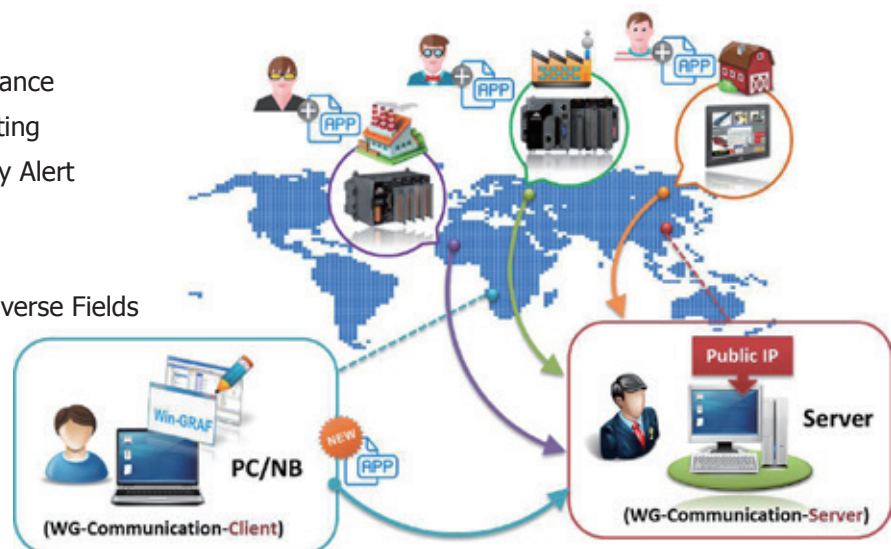 ance
ting
y Alert
verse Fields
APP
APP
APP
Win-GRAF
PC/NB
NEW
APP
(WG-Communication-Client)
Public IP
Server
(WG-Communication-Server)